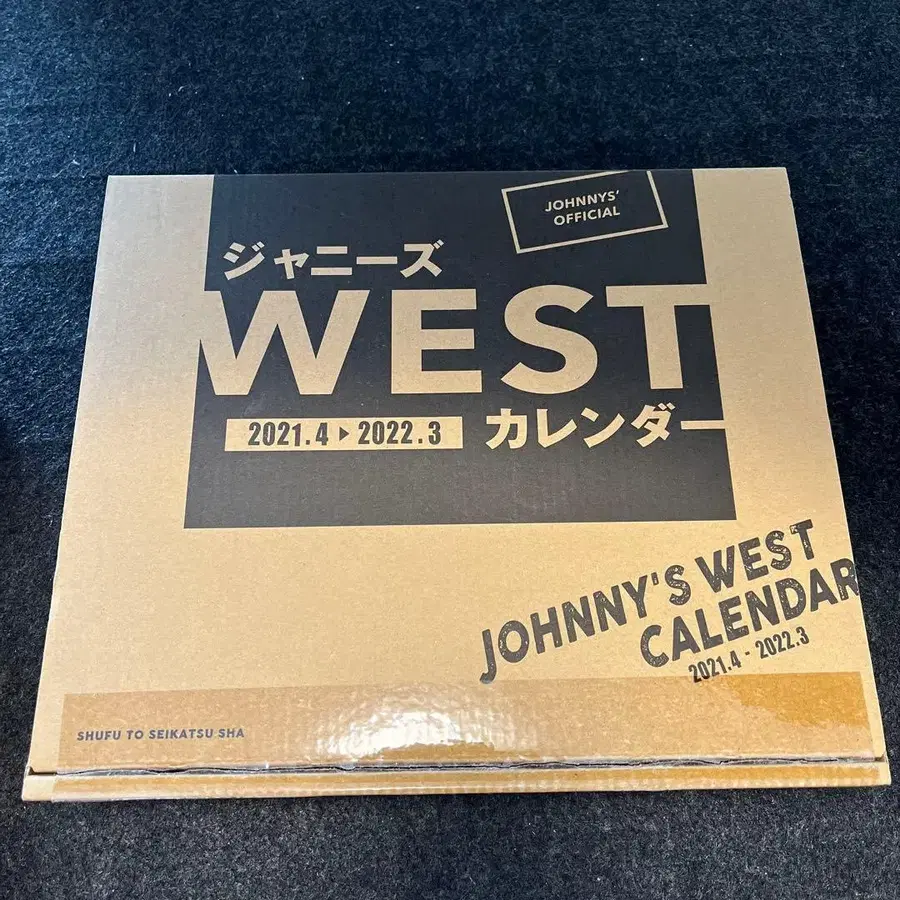 JOHNNYS'
OFFICIAL
ジャニーズ
WEST
2021.4 ▶ 2022.3
カレンダー
JOHNNY'S WEST
CALENDAR
2021.4 - 2022.3
SHUFU TO SEIKATSU SHA